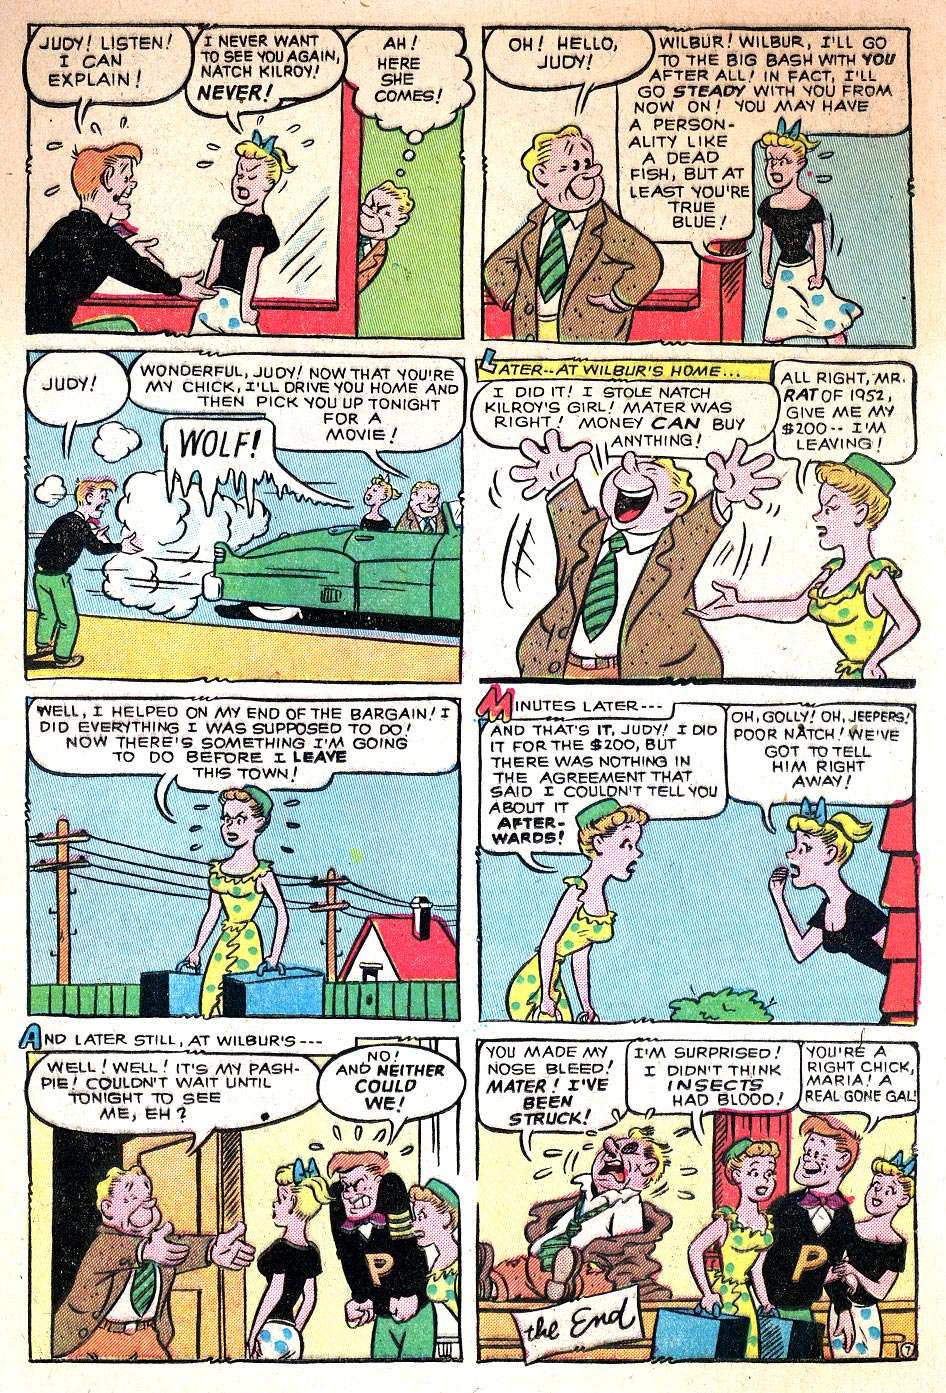 JUDY! LISTEN!
I CAN
EXPLAIN!
I NEVER WANT
TO SEE YOU AGAIN,
NATCH KILROY!
NEVER!
AH!
HERE
SHE
COMES!
OH! HELLO,
JUDY!
WILBUR! WILBUR, I'LL GO
TO THE BIG BASH WITH YOU
AFTER ALL! IN FACT, I'LL
GO STEADY WITH YOU FROM
NOW ON! YOU MAY HAVE
A PERSON-
ALITY LIKE
A DEAD
FISH, BUT AT
LEAST YOU'RE
TRUE
BLUE!
JUDY!
WONDERFUL, JUDY! NOW THAT YOU'RE
MY CHICK, I'LL DRIVE YOU HOME AND
THEN PICK YOU UP TONIGHT
FOR A
MOVIE!
WOLF!
LATER--AT WILBUR'S HOME...
I DID IT! I STOLE NATCH
KILROY'S GIRL! MATER WAS
RIGHT! MONEY CAN BUY
ANYTHING!
ALL RIGHT, MR.
RAT OF 1952,
GIVE ME MY
$200-- I'M
LEAVING!
WELL, I HELPED ON MY END OF THE BARGAIN! I
DID EVERYTHING I WAS SUPPOSED TO DO!
NOW THERE'S SOMETHING I'M GOING
TO DO BEFORE I LEAVE
THIS TOWN!
MINUTES LATER---
AND THAT'S IT, JUDY! I DID
IT FOR THE $200, BUT
THERE WAS NOTHING IN
THE AGREEMENT THAT
SAID I COULDN'T TELL YOU
ABOUT IT
AFTER-
WARDS!
OH, GOLLY! OH, JEEPERS!
POOR NATCH! WE'VE
GOT TO TELL
HIM RIGHT
AWAY!
AND LATER STILL, AT WILBUR'S---
WELL! WELL! IT'S MY PASH-
PIE! COULDN'T WAIT UNTIL
TONIGHT TO SEE
ME, EH?
NO!
AND NEITHER
COULD
WE!
P
YOU MADE MY
NOSE BLEED!
MATER! I'VE
BEEN
STRUCK!
I'M SURPRISED!
I DIDN'T THINK
INSECTS
HAD BLOOD!
YOU'RE A
RIGHT CHICK,
MARIA! A
REAL GONE GAL!
P
the End
7